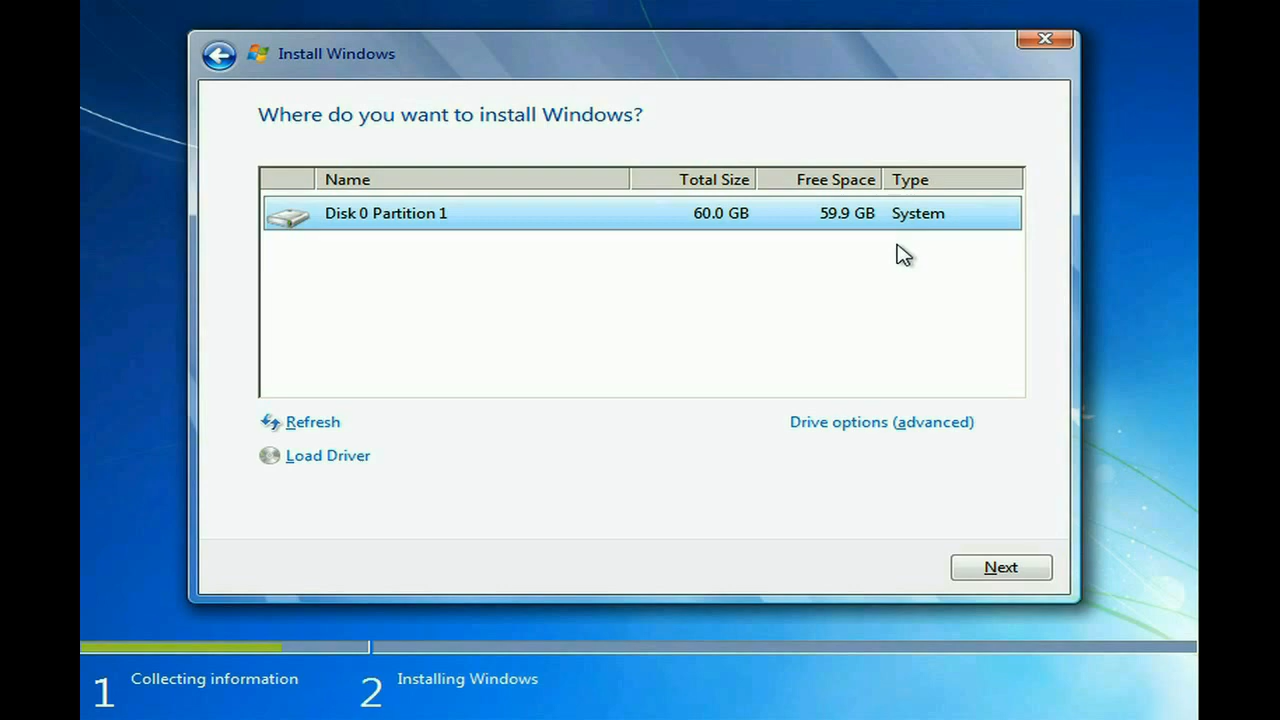 Install Windows
Where do you want to install Windows?
Name Total Size Free Space Type
Disk 0 Partition 1 60.0 GB 59.9 GB System
Refresh Drive options (advanced)
Load Driver
Next
1 Collecting information 2 Installing Windows